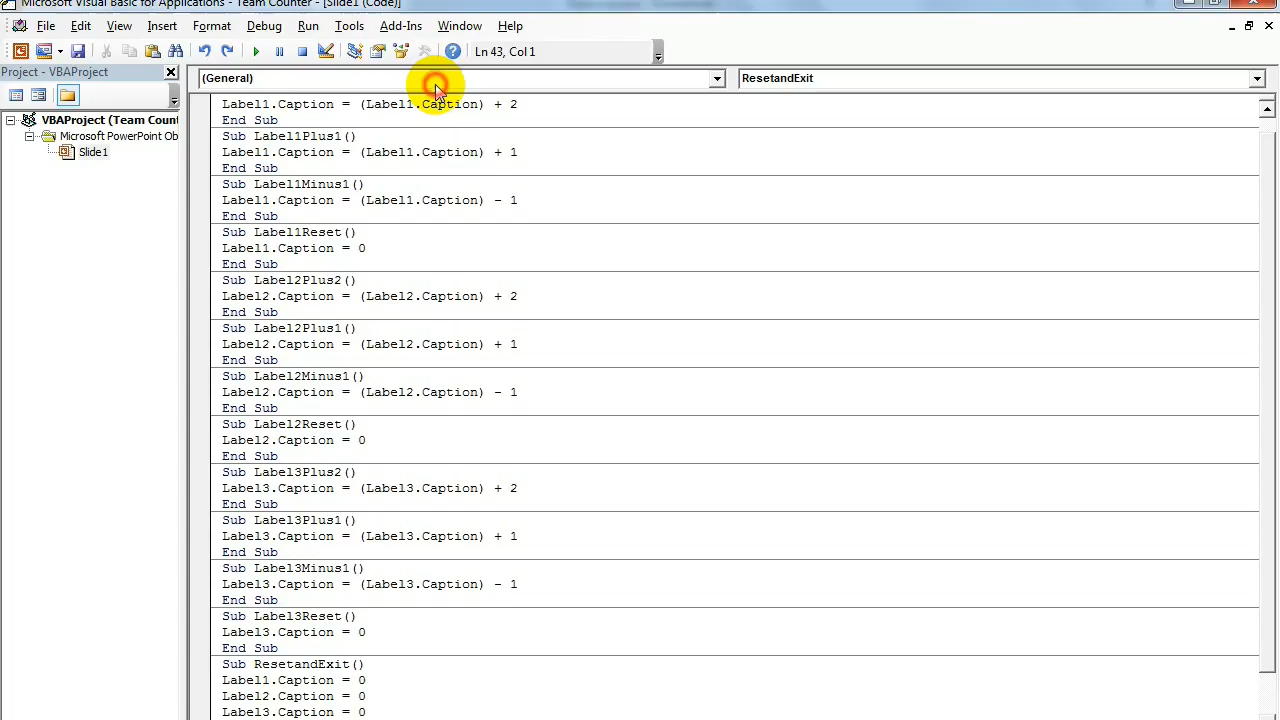 Microsoft Visual Basic for Applications - Team Counter - [Slide1 (Code)]
File Edit View Insert Format Debug Run Tools Add-Ins Window Help
Ln 43, Col 1
Project - VBAProject
(General)
ResetandExit
VBAProject (Team Count
Microsoft PowerPoint Ob
Slide1
Label1.Caption = (Label1.Caption) + 2
End Sub
Sub Label1Plus1()
Label1.Caption = (Label1.Caption) + 1
End Sub
Sub Label1Minus1()
Label1.Caption = (Label1.Caption) - 1
End Sub
Sub Label1Reset()
Label1.Caption = 0
End Sub
Sub Label2Plus2()
Label2.Caption = (Label2.Caption) + 2
End Sub
Sub Label2Plus1()
Label2.Caption = (Label2.Caption) + 1
End Sub
Sub Label2Minus1()
Label2.Caption = (Label2.Caption) - 1
End Sub
Sub Label2Reset()
Label2.Caption = 0
End Sub
Sub Label3Plus2()
Label3.Caption = (Label3.Caption) + 2
End Sub
Sub Label3Plus1()
Label3.Caption = (Label3.Caption) + 1
End Sub
Sub Label3Minus1()
Label3.Caption = (Label3.Caption) - 1
End Sub
Sub Label3Reset()
Label3.Caption = 0
End Sub
Sub ResetandExit()
Label1.Caption = 0
Label2.Caption = 0
Label3.Caption = 0